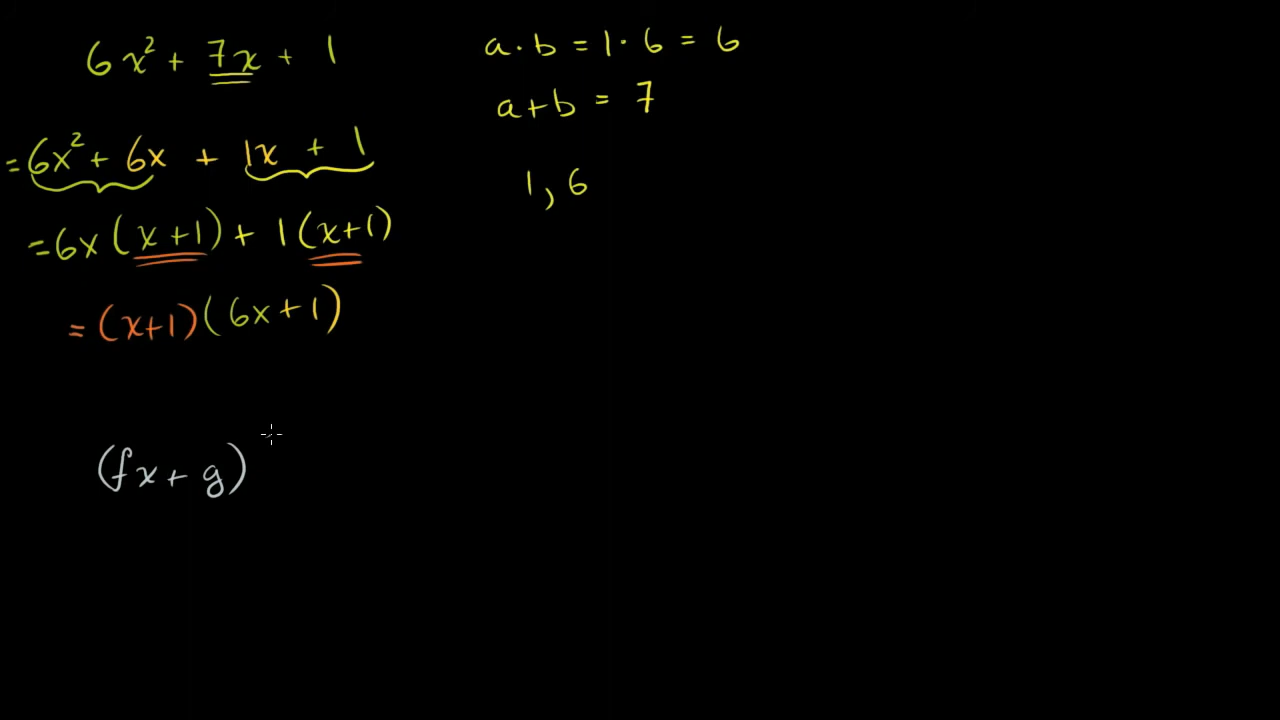 6x² + 7x + 1
= 6x² + 6x + 1x + 1
= 6x(x+1) + 1(x+1)
= (x+1)(6x+1)
(fx+g)
a · b = 1 · 6 = 6
a+b = 7
1, 6